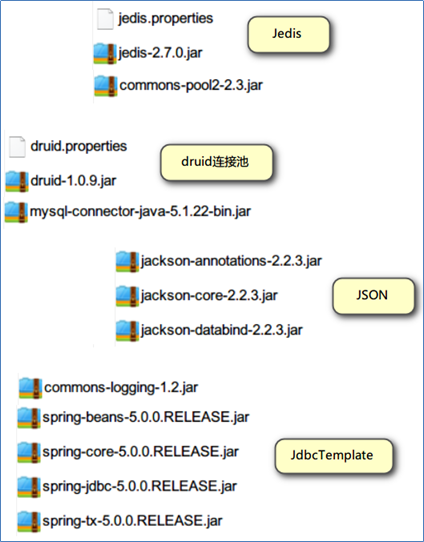 jedis.properties
Jedis
jedis-2.7.0.jar
commons-pool2-2.3.jar
druid.properties
druid连接池
druid-1.0.9.jar
mysql-connector-java-5.1.22-bin.jar
jackson-annotations-2.2.3.jar
jackson-core-2.2.3.jar
JSON
jackson-databind-2.2.3.jar
commons-logging-1.2.jar
spring-beans-5.0.0.RELEASE.jar
spring-core-5.0.0.RELEASE.jar
JdbcTemplate
spring-jdbc-5.0.0.RELEASE.jar
spring-tx-5.0.0.RELEASE.jar